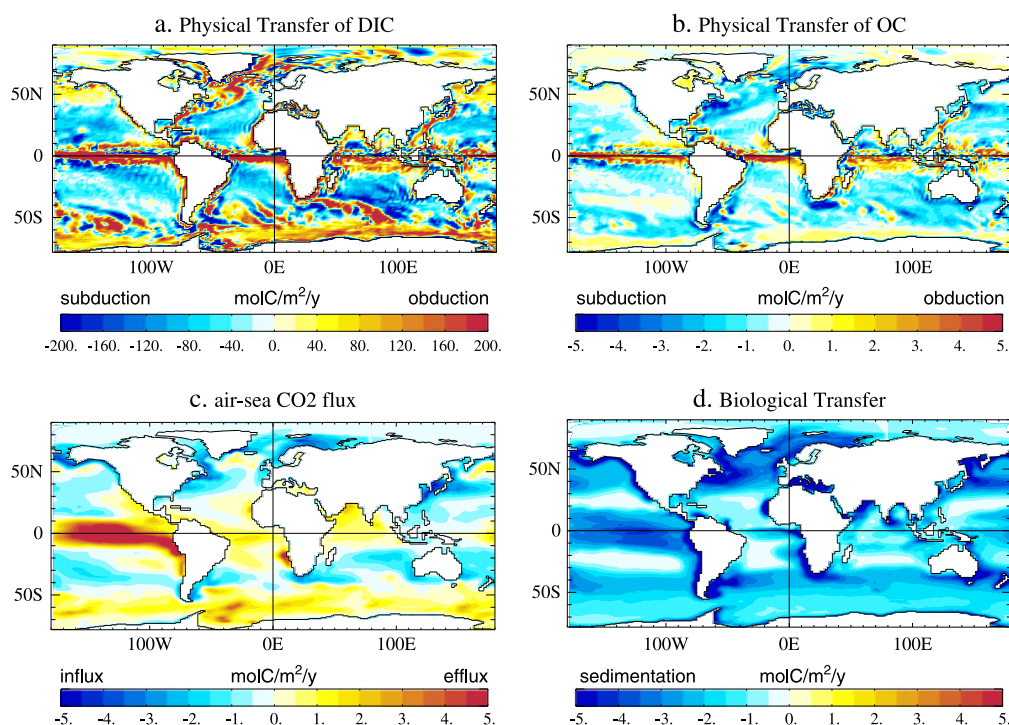 a. Physical Transfer of DIC
50N
0
50S
100W 0E 100E
subduction molC/m²/y obduction
-200. -160. -120. -80. -40. 0. 40. 80. 120. 160. 200.
b. Physical Transfer of OC
50N
0
50S
100W 0E 100E
subduction molC/m²/y obduction
-5. -4. -3. -2. -1. 0. 1. 2. 3. 4. 5.
c. air-sea CO2 flux
50N
0
50S
100W 0E 100E
influx molC/m²/y efflux
-5. -4. -3. -2. -1. 0. 1. 2. 3. 4. 5.
d. Biological Transfer
50N
0
50S
100W 0E 100E
sedimentation molC/m²/y
-5. -4. -3. -2. -1. 0. 1. 2. 3. 4. 5.